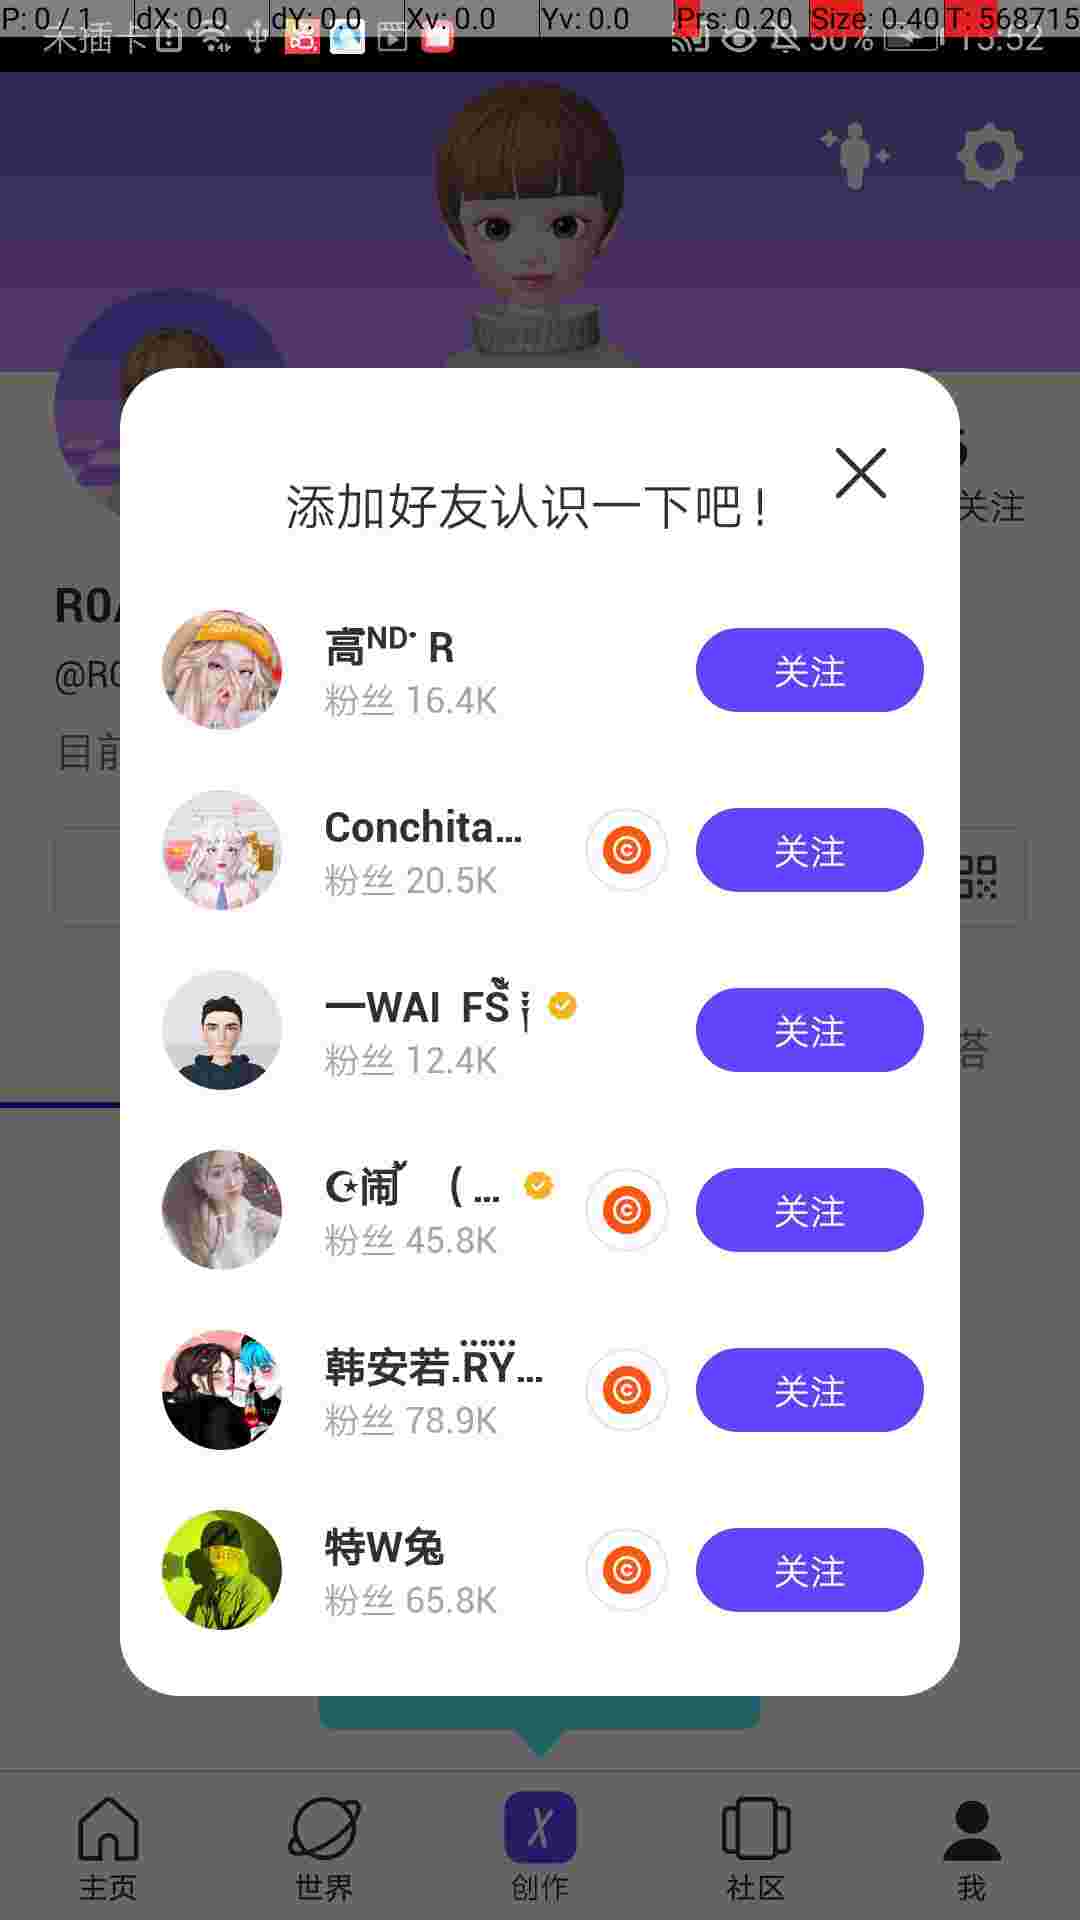 P: 0 / 1 dX: 0.0 dY: 0.0 Xv: 0.0 Yv: 0.0 Prs: 0.20 Size: 0.40 T: 568715
未插卡 50% 15:52
关注
R0
@R0
目前
添加好友认识一下吧!
高ᴺᴰ· R
粉丝 16.4K
关注
Conchita...
粉丝 20.5K
关注
一WAI FS
粉丝 12.4K
关注
☪闹 ( ...
粉丝 45.8K
关注
韩安若.RY...
粉丝 78.9K
关注
特W兔
粉丝 65.8K
关注
答
主页 世界 创作 社区 我